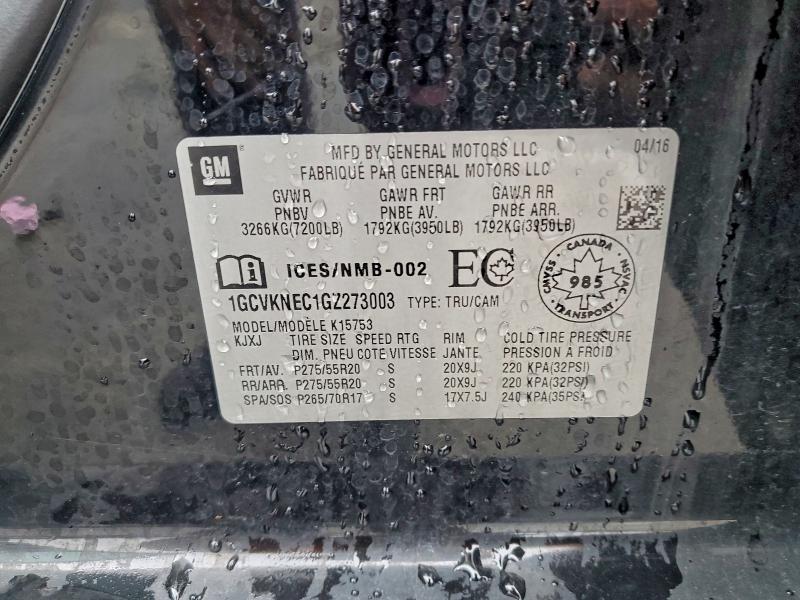 GM
MFD BY GENERAL MOTORS LLC 04/16
FABRIQUÉ PAR GENERAL MOTORS LLC
GVWR GAWR FRT GAWR RR
PNBV PNBE AV. PNBE ARR.
3266KG(7200LB) 1792KG(3950LB) 1792KG(3950LB)
ICES/NMB-002 EC
CANADA
CMVSS 985 NSVAC
TRANSPORT
1GCVKNEC1GZ273003 TYPE: TRU/CAM
MODEL/MODÈLE K15753
KJXJ TIRE SIZE SPEED RTG RIM COLD TIRE PRESSURE
DIM. PNEU COTE VITESSE JANTE PRESSION A FROID
FRT/AV. P275/55R20 S 20X9J 220 KPA(32PSI)
RR/ARR. P275/55R20 S 20X9J 220 KPA(32PSI)
SPA/SOS P265/70R17 S 17X7.5J 240 KPA(35PSI)